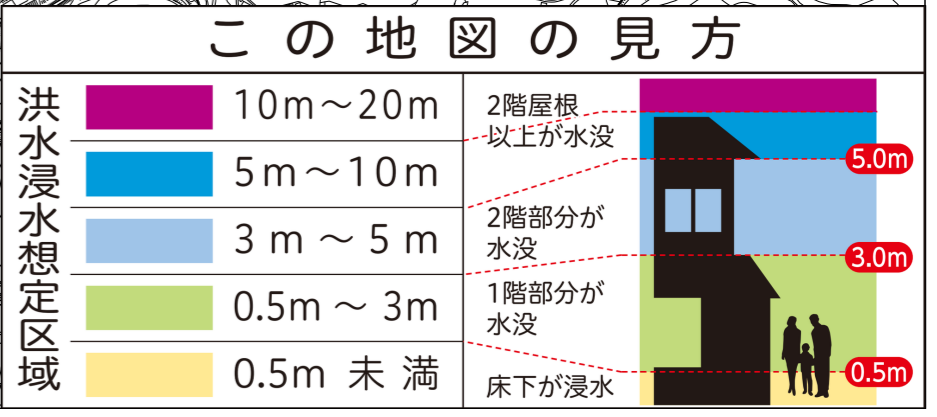 この地図の見方
洪水浸水想定区域
10m〜20m
5m〜10m
3m〜5m
0.5m〜3m
0.5m 未満
2階屋根
以上が水没
2階部分が
水没
1階部分が
水没
床下が浸水
5.0m
3.0m
0.5m